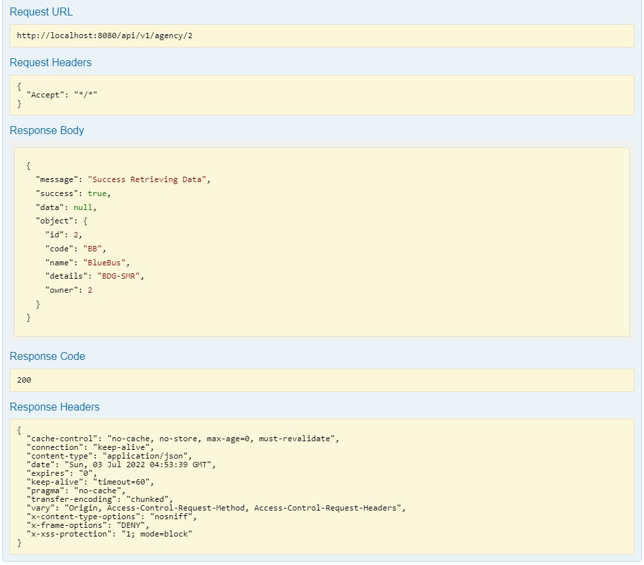 Request URL
http://localhost:8080/api/v1/agency/2
Request Headers
{
"Accept": "*/*"
}
Response Body
{
"message": "Success Retrieving Data",
"success": true,
"data": null,
"object": {
"id": 2,
"code": "BB",
"name": "BlueBus",
"details": "BDG-SMR",
"owner": 2
}
}
Response Code
200
Response Headers
{
"cache-control": "no-cache, no-store, max-age=0, must-revalidate",
"connection": "keep-alive",
"content-type": "application/json",
"date": "Sun, 03 Jul 2022 04:53:39 GMT",
"expires": "0",
"keep-alive": "timeout=60",
"pragma": "no-cache",
"transfer-encoding": "chunked",
"vary": "Origin, Access-Control-Request-Method, Access-Control-Request-Headers",
"x-content-type-options": "nosniff",
"x-frame-options": "DENY",
"x-xss-protection": "1; mode=block"
}